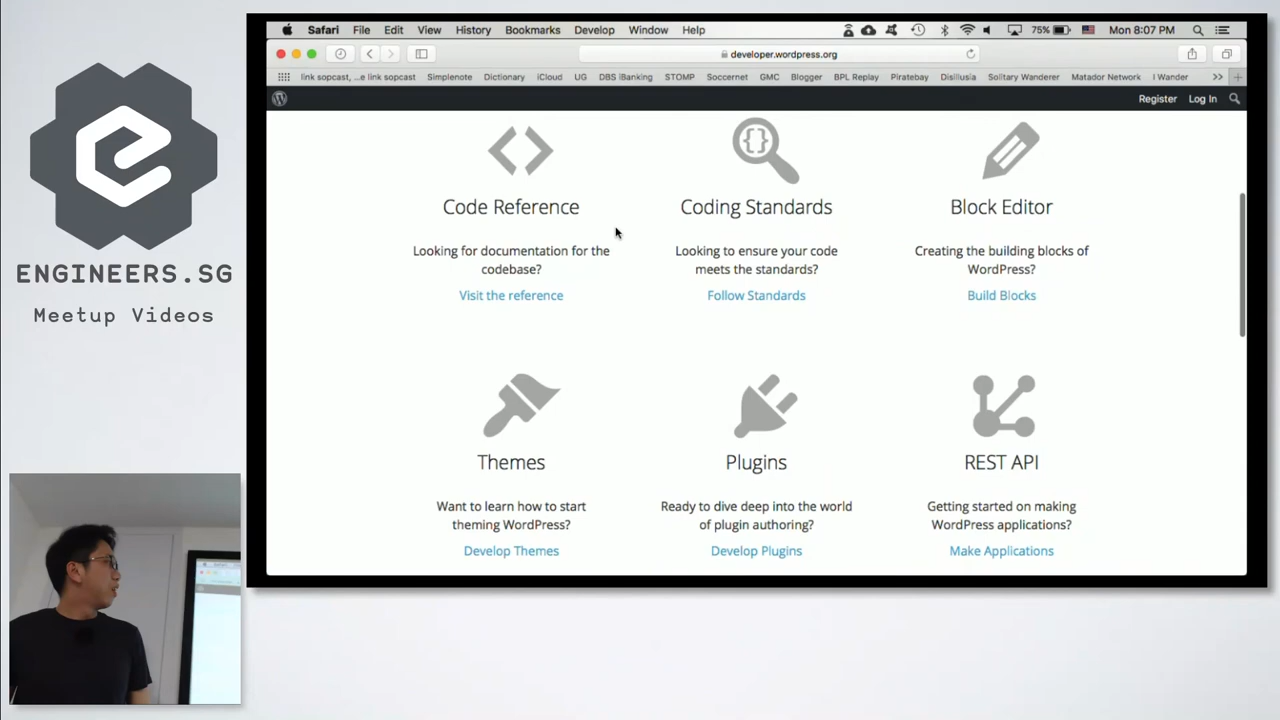 Safari File Edit View History Bookmarks Develop Window Help 75% Mon 8:07 PM
developer.wordpress.org
link sopcast, ...e link sopcast Simplenote Dictionary iCloud UG DBS iBanking STOMP Soccernet GMC Blogger BPL Replay Piratebay Disillusia Solitary Wanderer Matador Network I Wander >>
Register Log In
Code Reference
Looking for documentation for the
codebase?
Visit the reference
Coding Standards
Looking to ensure your code
meets the standards?
Follow Standards
Block Editor
Creating the building blocks of
WordPress?
Build Blocks
Themes
Want to learn how to start
theming WordPress?
Develop Themes
Plugins
Ready to dive deep into the world
of plugin authoring?
Develop Plugins
REST API
Getting started on making
WordPress applications?
Make Applications
ENGINEERS.SG
Meetup Videos